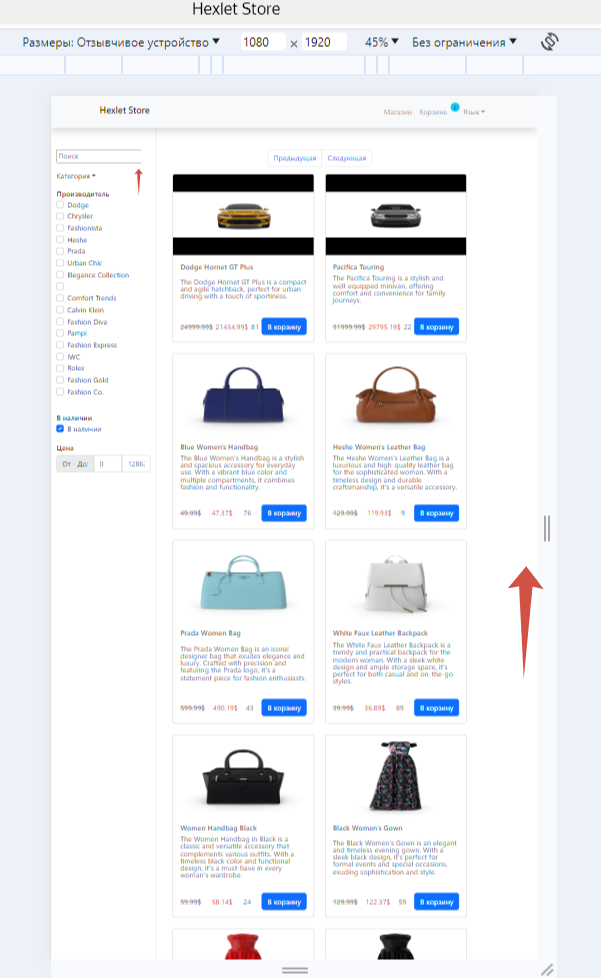 Hexlet Store
Размеры: Отзывчивое устройство 1080 × 1920 45% Без ограничения
Hexlet Store Магазин Корзина Язык
Поиск
Категория
Производитель
Dodge
Chrysler
Fashionista
Heshe
Prada
Urban Chic
Elegance Collection
Comfort Trends
Calvin Klein
Fashion Diva
Pampi
Fashion Express
IWC
Rolex
Fashion Gold
Fashion Co.
В наличии
В наличии
Цена
От - До: 0 1286
Предыдущая Следующая
Dodge Hornet GT Plus
The Dodge Hornet GT Plus is a compact
and agile hatchback, perfect for urban
driving with a touch of sportiness.
24999.99$ 21434.99$ 81 В корзину
Pacifica Touring
The Pacifica Touring is a stylish and
well-equipped minivan, offering
comfort and convenience for family
journeys.
31999.99$ 29795.19$ 22 В корзину
Blue Women's Handbag
The Blue Women's Handbag is a stylish
and spacious accessory for everyday
use. With a vibrant blue color and
multiple compartments, it combines
fashion and functionality.
49.99$ 47.37$ 76 В корзину
Heshe Women's Leather Bag
The Heshe Women's Leather Bag is a
luxurious and high-quality leather bag
for the sophisticated woman. With a
timeless design and durable
craftsmanship, it's a versatile accessory.
129.99$ 119.93$ 9 В корзину
Prada Women Bag
The Prada Women Bag is an iconic
designer bag that exudes elegance and
luxury. Crafted with precision and
featuring the Prada logo, it's a
statement piece for fashion enthusiasts.
599.99$ 490.19$ 43 В корзину
White Faux Leather Backpack
The White Faux Leather Backpack is a
trendy and practical backpack for the
modern woman. With a sleek white
design and ample storage space, it's
perfect for both casual and on-the-go
styles.
39.99$ 36.89$ 89 В корзину
Women Handbag Black
The Women Handbag in Black is a
classic and versatile accessory that
complements various outfits. With a
timeless black color and functional
design, it's a must-have in every
woman's wardrobe.
59.99$ 58.14$ 24 В корзину
Black Women's Gown
The Black Women's Gown is an elegant
and timeless evening gown. With a
sleek black design, it's perfect for
formal events and special occasions,
exuding sophistication and style.
129.99$ 122.37$ 59 В корзину